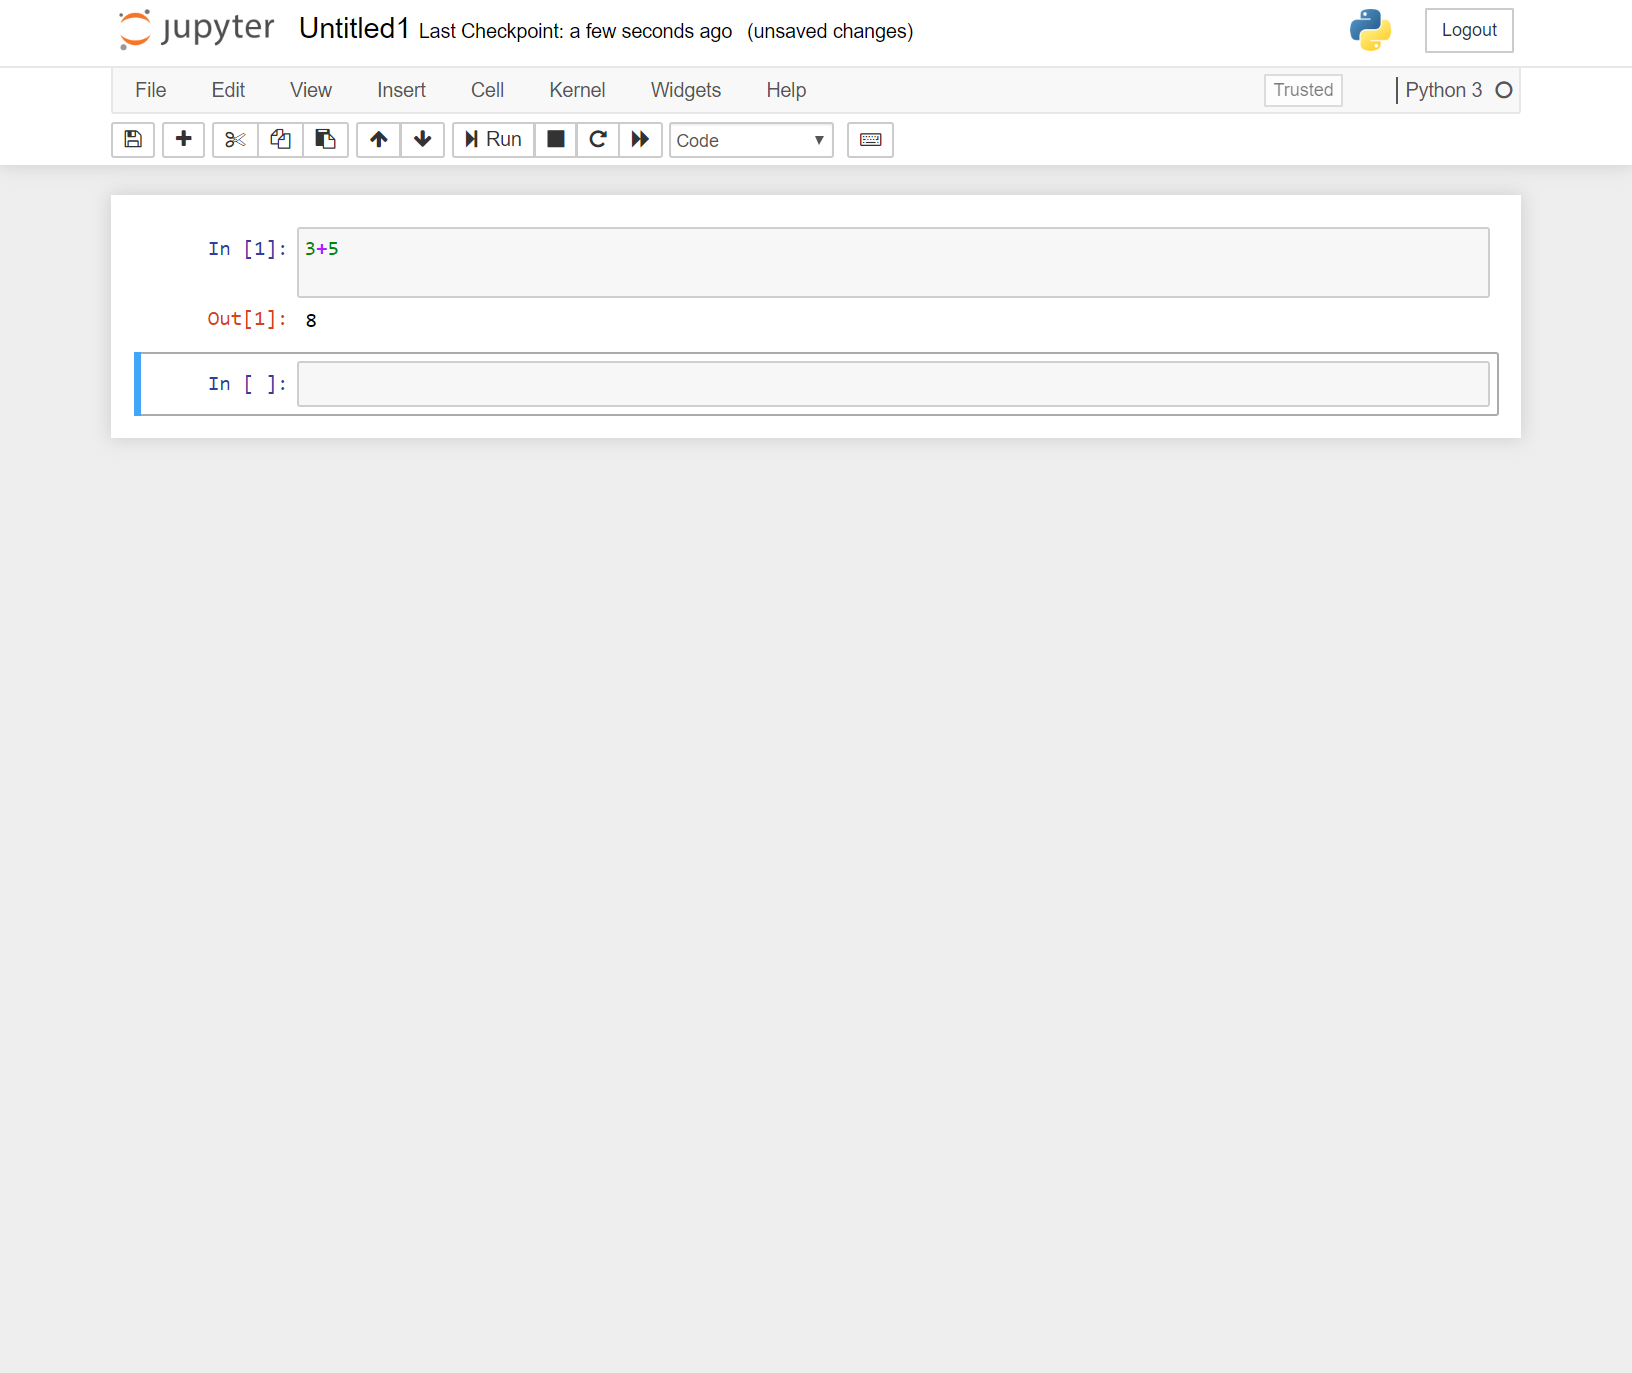 jupyter Untitled1 Last Checkpoint: a few seconds ago (unsaved changes) Logout
File Edit View Insert Cell Kernel Widgets Help Trusted Python 3
Run Code
In [1]: 3+5
Out[1]: 8
In [ ]: